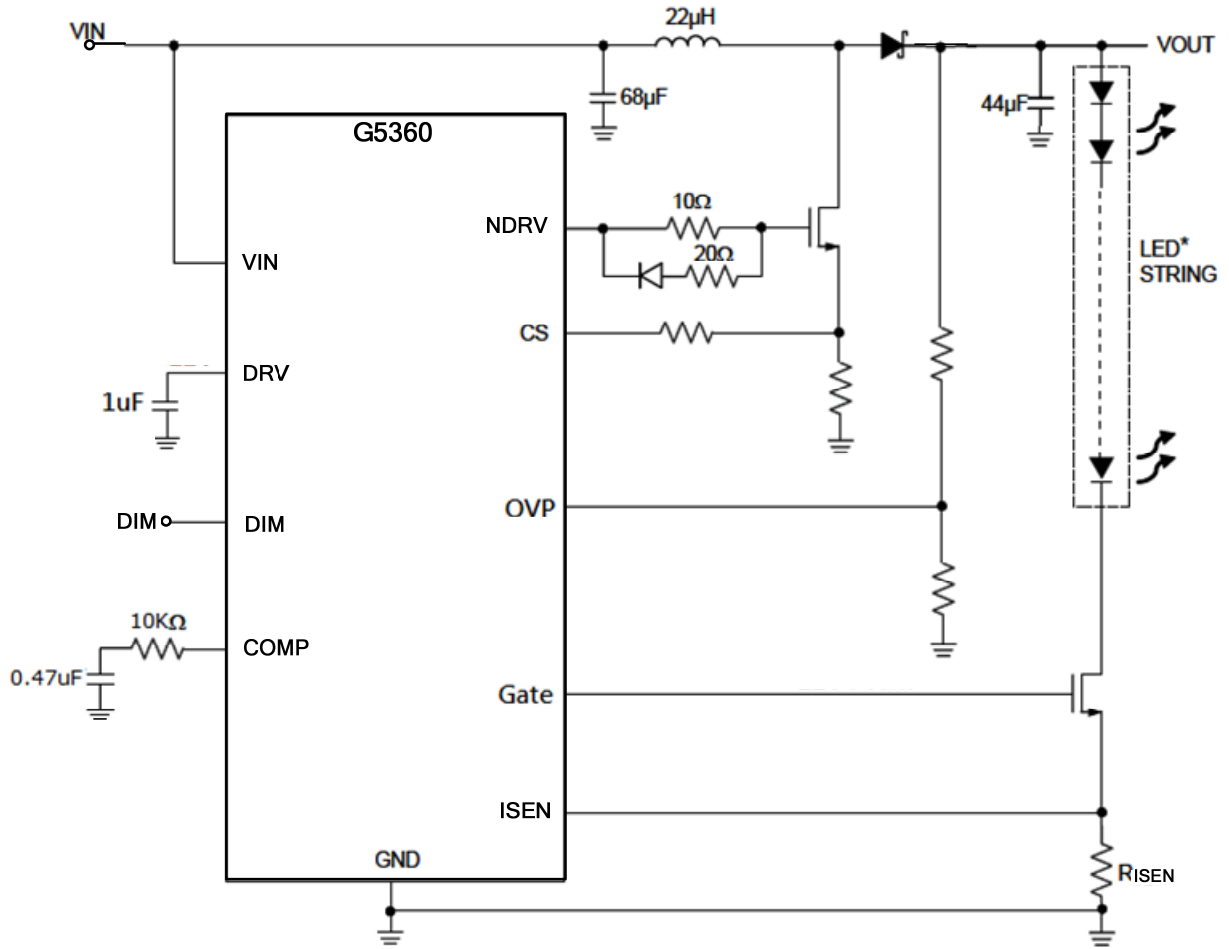 VIN
22µH
VOUT
68µF
44µF
G5360
NDRV
10Ω
20Ω
LED*
STRING
VIN
CS
DRV
1uF
OVP
DIM
DIM
10KΩ
COMP
0.47uF
Gate
ISEN
GND
RISEN